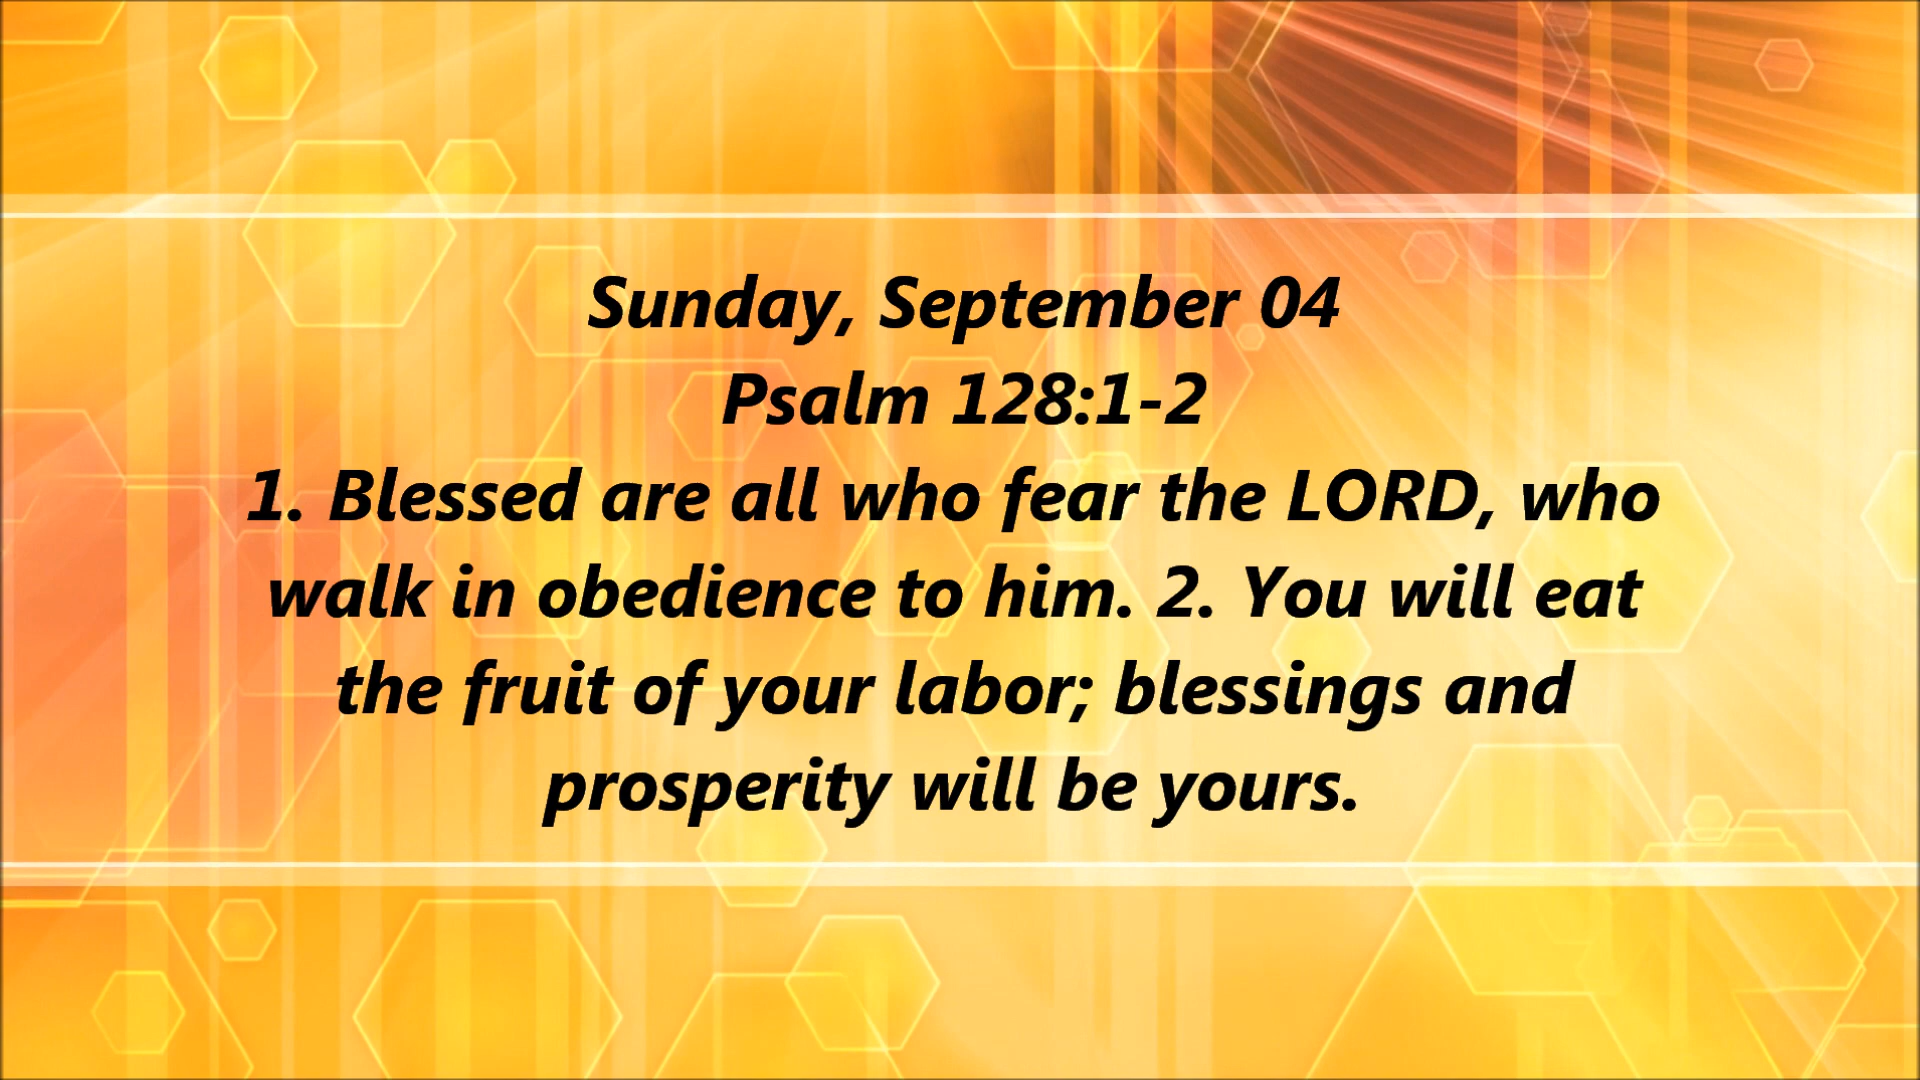 Sunday, September 04
Psalm 128:1-2
1. Blessed are all who fear the LORD, who
walk in obedience to him. 2. You will eat
the fruit of your labor; blessings and
prosperity will be yours.